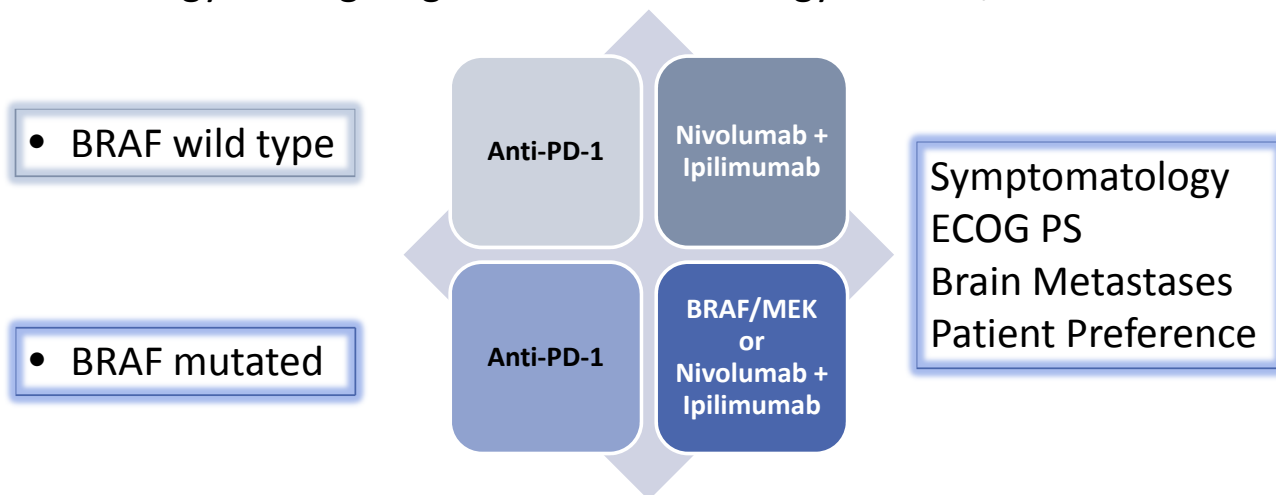 • BRAF wild type
Anti-PD-1
Nivolumab +
Ipilimumab
• BRAF mutated
Anti-PD-1
BRAF/MEK
or
Nivolumab +
Ipilimumab
Symptomatology
ECOG PS
Brain Metastases
Patient Preference